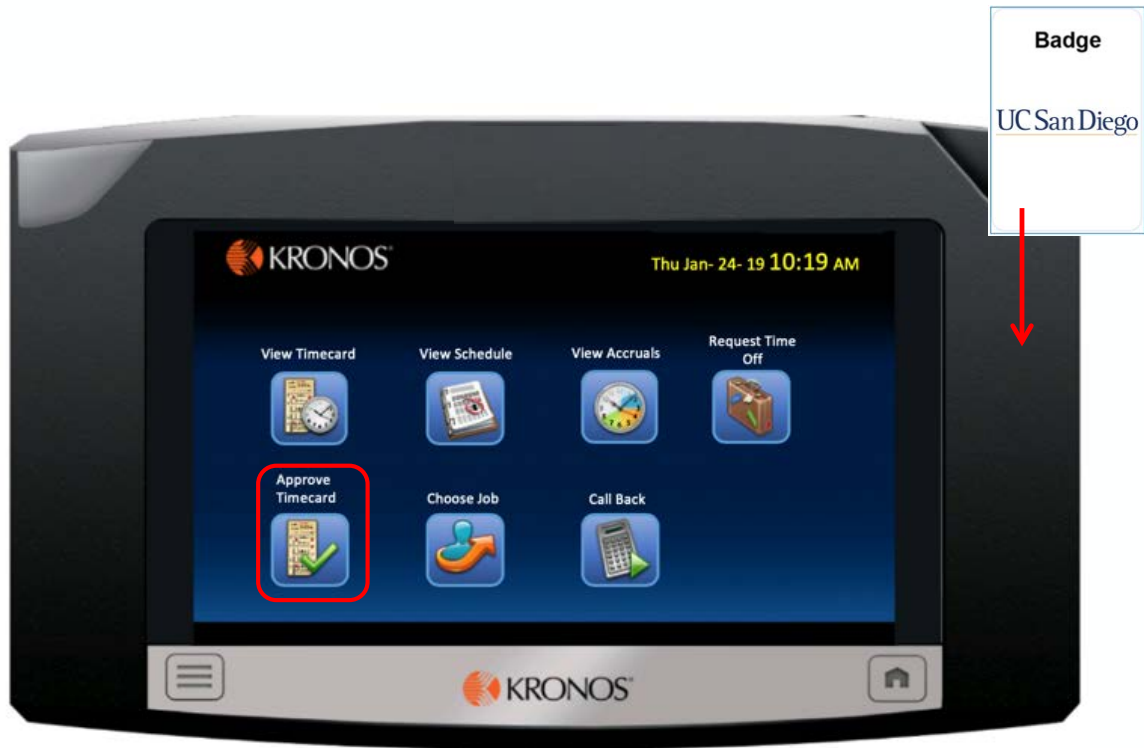 Badge
UC San Diego
KRONOS
Thu Jan- 24- 19 10:19 AM
View Timecard
View Schedule
View Accruals
Request Time
Off
Approve
Timecard
Choose Job
Call Back
KRONOS